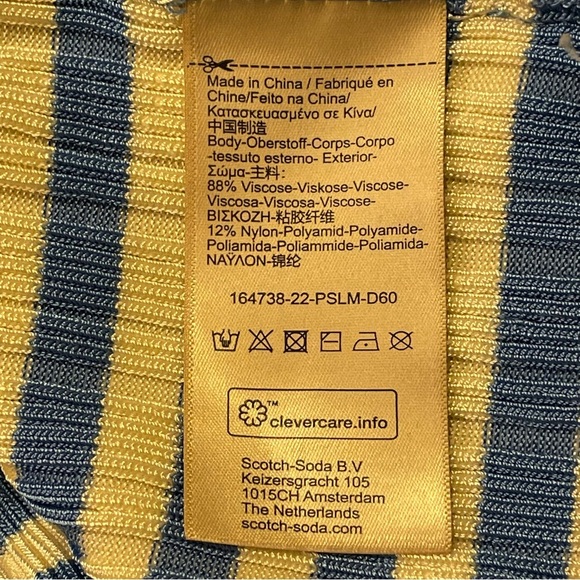 Made in China / Fabriqué en
Chine/Feito na China/
Κατασκευασμένο σε Κίνα/
中国制造
Body-Oberstoff-Corps-Corpo
-tessuto esterno- Exterior-
Σώμα-主料:
88% Viscose-Viskose-Viscose-
Viscosa-Viscosa-Viscose-
ΒΙΣΚΟΖΗ-粘胶纤维
12% Nylon-Polyamid-Polyamide-
Poliamida-Poliammide-Poliamid-
ΝΑΫΛΟΝ-锦纶
164738-22-PSLM-D60
™
clevercare.info
Scotch-Soda B.V
Keizersgracht 105
1015CH Amsterdam
The Netherlands
scotch-soda.com